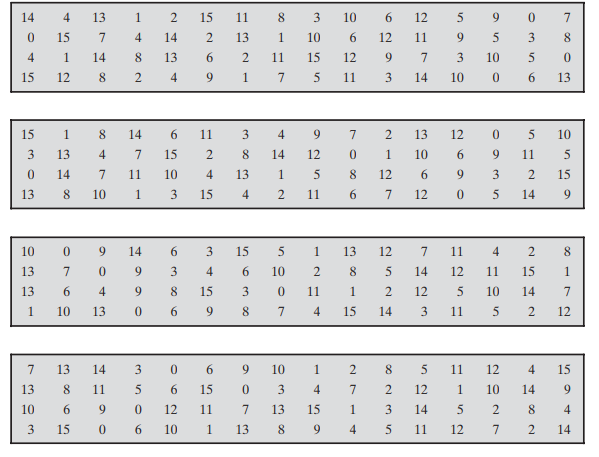 14 4 13 1 2 15 11 8 3 10 6 12 5 9 0 7
0 15 7 4 14 2 13 1 10 6 12 11 9 5 3 8
4 1 14 8 13 6 2 11 15 12 9 7 3 10 5 0
15 12 8 2 4 9 1 7 5 11 3 14 10 0 6 13
15 1 8 14 6 11 3 4 9 7 2 13 12 0 5 10
3 13 4 7 15 2 8 14 12 0 1 10 6 9 11 5
0 14 7 11 10 4 13 1 5 8 12 6 9 3 2 15
13 8 10 1 3 15 4 2 11 6 7 12 0 5 14 9
10 0 9 14 6 3 15 5 1 13 12 7 11 4 2 8
13 7 0 9 3 4 6 10 2 8 5 14 12 11 15 1
13 6 4 9 8 15 3 0 11 1 2 12 5 10 14 7
1 10 13 0 6 9 8 7 4 15 14 3 11 5 2 12
7 13 14 3 0 6 9 10 1 2 8 5 11 12 4 15
13 8 11 5 6 15 0 3 4 7 2 12 1 10 14 9
10 6 9 0 12 11 7 13 15 1 3 14 5 2 8 4
3 15 0 6 10 1 13 8 9 4 5 11 12 7 2 14